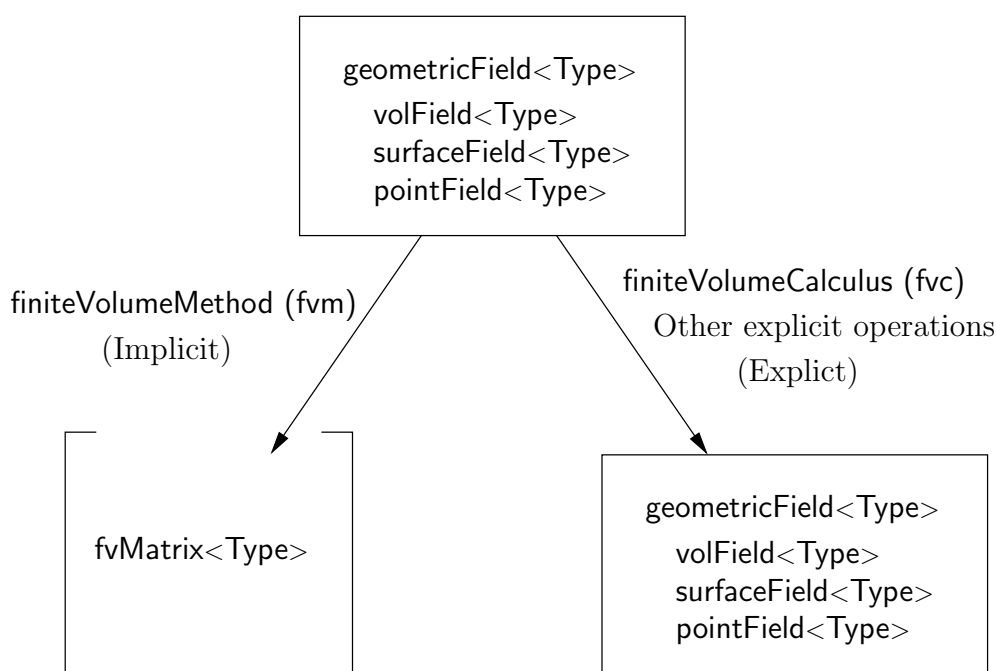 geometricField<Type>
volField<Type>
surfaceField<Type>
pointField<Type>
finiteVolumeMethod (fvm)
(Implicit)
finiteVolumeCalculus (fvc)
Other explicit operations
(Explict)
fvMatrix<Type>
geometricField<Type>
volField<Type>
surfaceField<Type>
pointField<Type>